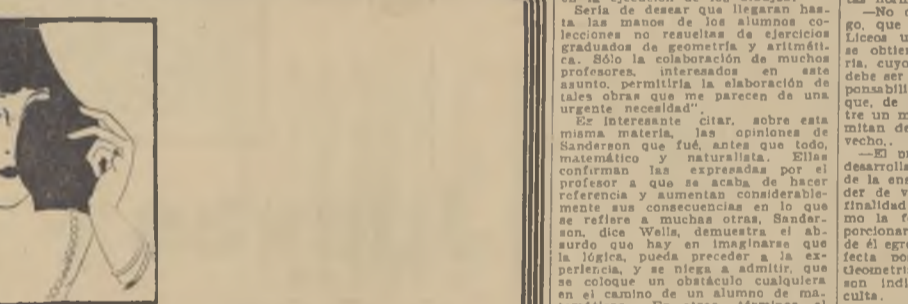 Sería de desear que llegaran has-
ta las manos de los alumnos co-
lecciones no resueltas de ejercicios
graduados de geometría y aritméti-
ca. Sólo la colaboración de muchos
profesores, interesados en este
asunto, permitiría la elaboración de
tales obras que me parecen de una
urgente necesidad".
Es interesante citar, sobre esta
misma materia, las opiniones de
Sanderson que fué, antes que todo,
matemático y naturalista. Ellas
confirman las expresadas por el
profesor a que se acaba de hacer
referencia y aumentan considerable-
mente sus consecuencias en lo que
se refiere a muchas otras, Sander-
son, dice Wells, demuestra el ab-
surdo que hay en imaginarse que
la lógica, pueda preceder a la ex-
periencia, y se niega a admitir, que
se coloque un obstáculo cualquiera
en el camino de un alumno de ma-
—No
go, que
Liceos u
se obtien
ría, cuyo
debe ser
ponsabili
que, de
tre un m
mitan de
vecho..
—El
desarrolla
de la ens
der de v
finalidad
mo la f
porcionar
de él egre
fecta por
Geometrí
son indi
culta.